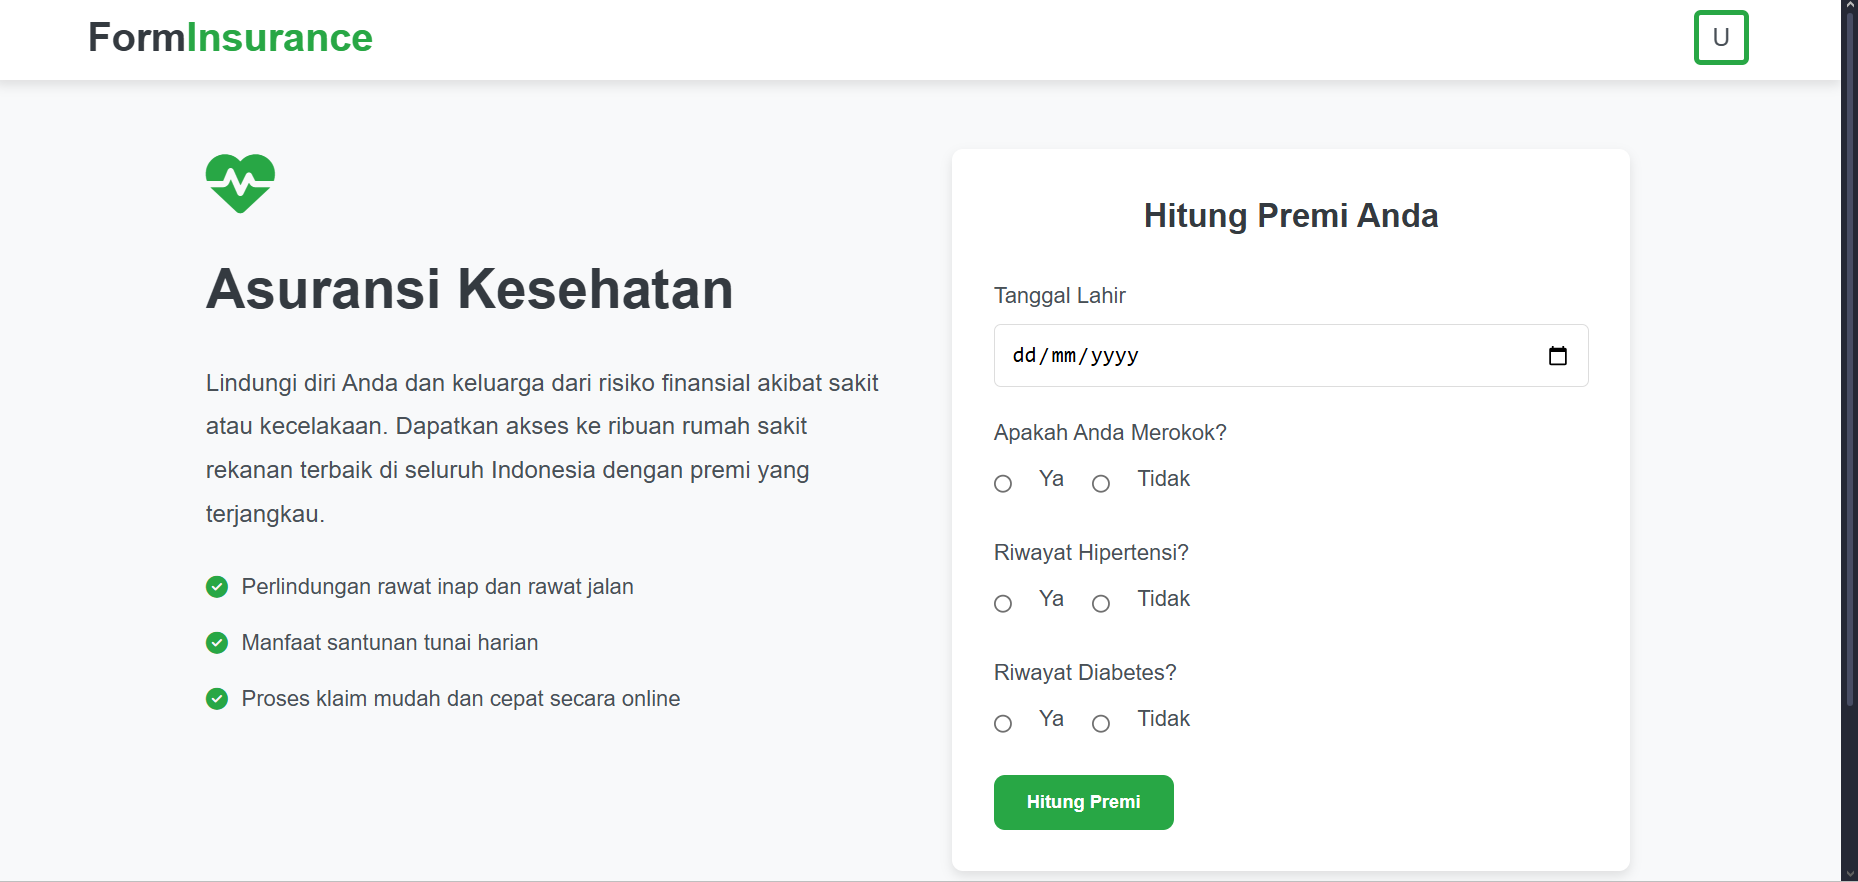 FormInsurance
U
Asuransi Kesehatan
Lindungi diri Anda dan keluarga dari risiko finansial akibat sakit
atau kecelakaan. Dapatkan akses ke ribuan rumah sakit
rekanan terbaik di seluruh Indonesia dengan premi yang
terjangkau.
Perlindungan rawat inap dan rawat jalan
Manfaat santunan tunai harian
Proses klaim mudah dan cepat secara online
Hitung Premi Anda
Tanggal Lahir
dd/mm/yyyy
Apakah Anda Merokok?
Ya Tidak
Riwayat Hipertensi?
Ya Tidak
Riwayat Diabetes?
Ya Tidak
Hitung Premi